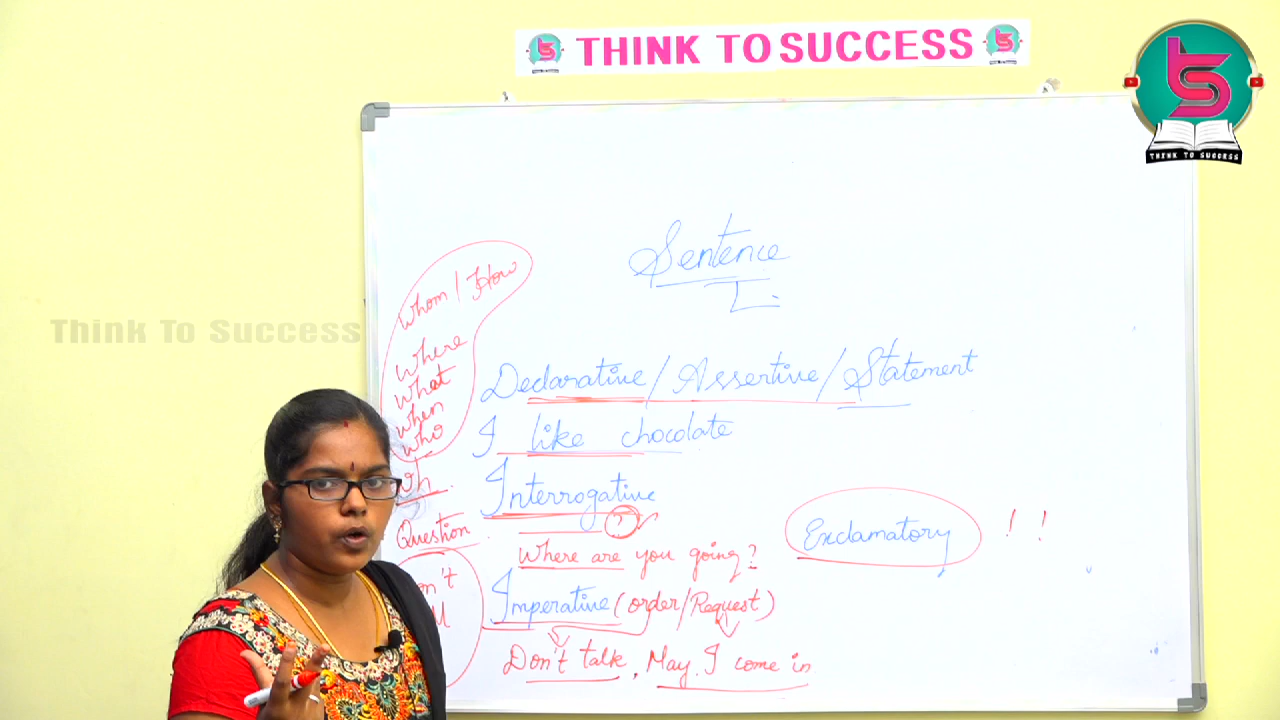 THINK TO SUCCESS
THINK TO SUCCESS
Think To Success
Sentence
Whom / How
Where
What
When
Who
Wh
Question
Declarative / Assertive / Statement
I like chocolate
Interrogative
?
Where are you going?
Exclamatory ! !
Imperative (order/Request)
Don't talk, May I come in